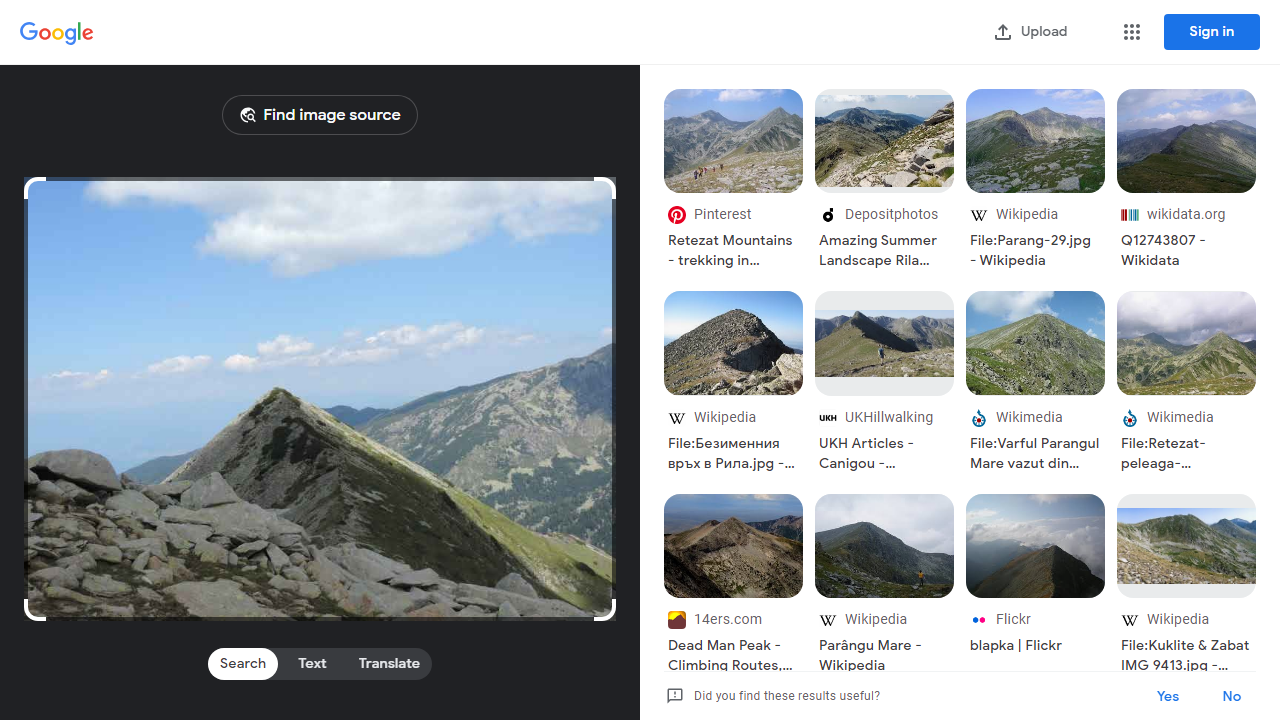 Google
Upload
Sign in
Find image source
Search
Text
Translate
Pinterest
Retezat Mountains
- trekking in...
Depositphotos
Amazing Summer
Landscape Rila...
Wikipedia
File:Parang-29.jpg
- Wikipedia
wikidata.org
Q12743807 -
Wikidata
Wikipedia
File:Безименния
връх в Рила.jpg -...
UKH
UKHillwalking
UKH Articles -
Canigou -...
Wikimedia
File:Varful Parangul
Mare vazut din...
Wikimedia
File:Retezat-
peleaga-...
14ers.com
Dead Man Peak -
Climbing Routes,...
Wikipedia
Parângu Mare -
Wikipedia
Flickr
blapka | Flickr
Wikipedia
File:Kuklite & Zabat
IMG 9413.jpg -...
Did you find these results useful?
Yes
No